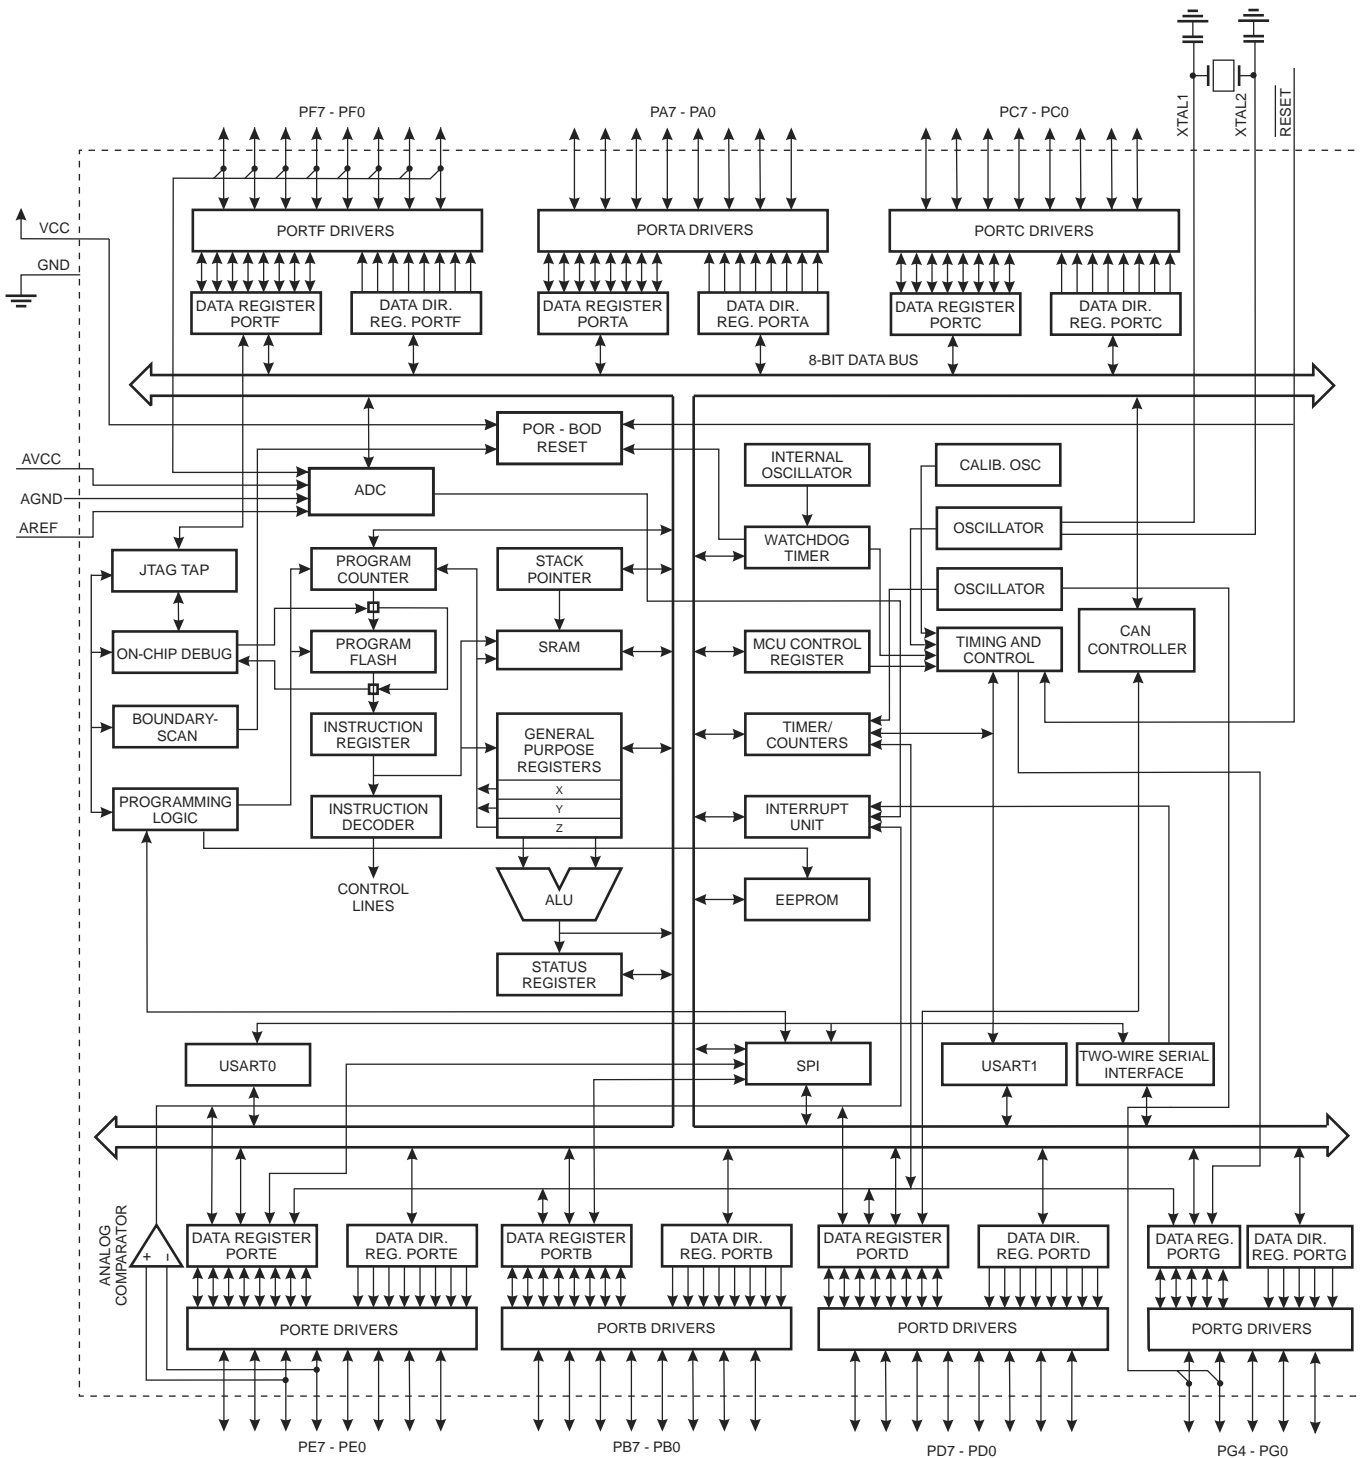 XTAL1
XTAL2
RESET
PF7 - PF0
PA7 - PA0
PC7 - PC0
VCC
GND
PORTF DRIVERS
PORTA DRIVERS
PORTC DRIVERS
DATA REGISTER
PORTF
DATA DIR.
REG. PORTF
DATA REGISTER
PORTA
DATA DIR.
REG. PORTA
DATA REGISTER
PORTC
DATA DIR.
REG. PORTC
8-BIT DATA BUS
POR - BOD
RESET
AVCC
AGND
AREF
ADC
INTERNAL
OSCILLATOR
CALIB. OSC
OSCILLATOR
WATCHDOG
TIMER
JTAG TAP
PROGRAM
COUNTER
STACK
POINTER
OSCILLATOR
ON-CHIP DEBUG
PROGRAM
FLASH
SRAM
MCU CONTROL
REGISTER
TIMING AND
CONTROL
CAN
CONTROLLER
BOUNDARY-
SCAN
INSTRUCTION
REGISTER
GENERAL
PURPOSE
REGISTERS
X
Y
Z
TIMER/
COUNTERS
PROGRAMMING
LOGIC
INSTRUCTION
DECODER
INTERRUPT
UNIT
CONTROL
LINES
ALU
EEPROM
STATUS
REGISTER
USART0
SPI
USART1
TWO-WIRE SERIAL
INTERFACE
ANALOG
COMPARATOR
+
-
DATA REGISTER
PORTE
DATA DIR.
REG. PORTE
DATA REGISTER
PORTB
DATA DIR.
REG. PORTB
DATA REGISTER
PORTD
DATA DIR.
REG. PORTD
DATA REG.
PORTG
DATA DIR.
REG. PORTG
PORTE DRIVERS
PORTB DRIVERS
PORTD DRIVERS
PORTG DRIVERS
PE7 - PE0
PB7 - PB0
PD7 - PD0
PG4 - PG0